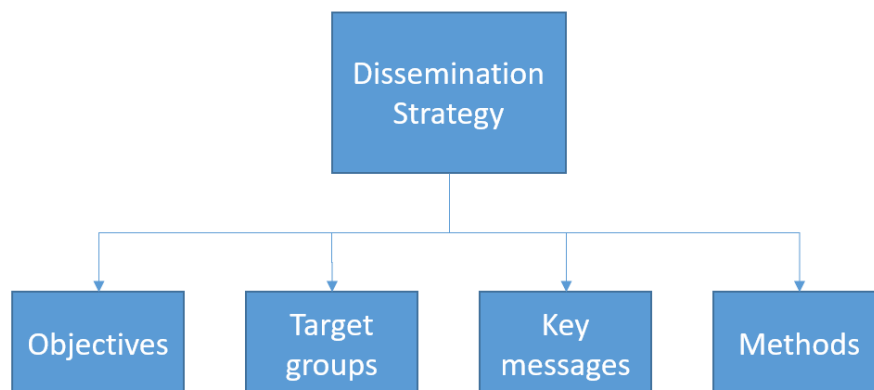 Dissemination
Strategy
Objectives
Target
groups
Key
messages
Methods